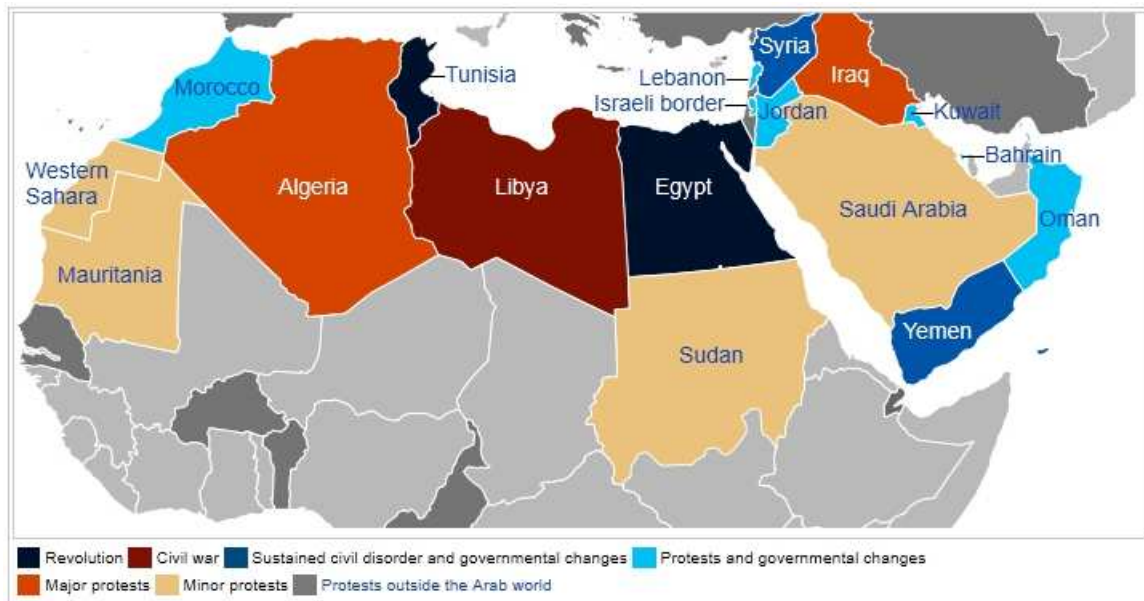 Syria
Morocco
Tunisia
Lebanon
Iraq
Israeli border
Jordan
Kuwait
Western
Sahara
Bahrain
Algeria
Libya
Egypt
Saudi Arabia
Oman
Mauritania
Yemen
Sudan
Revolution
Civil war
Sustained civil disorder and governmental changes
Protests and governmental changes
Major protests
Minor protests
Protests outside the Arab world